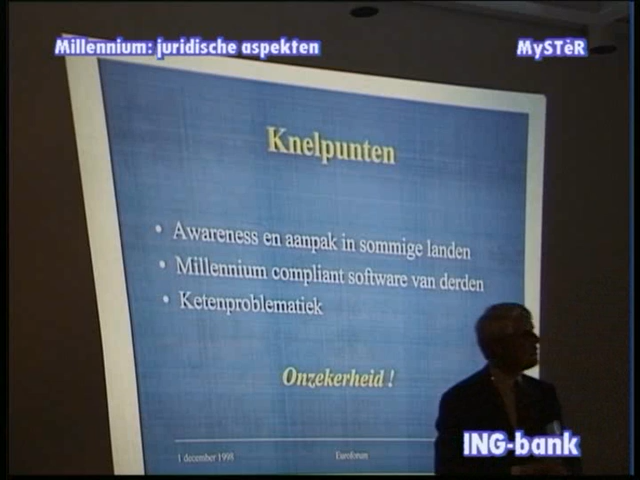 Millennium: juridische aspekten
MySTèR
Knelpunten
• Awareness en aanpak in sommige landen
• Millennium compliant software van derden
• Ketenproblematiek
Onzekerheid !
1 december 1998
Euroforum
ING-bank